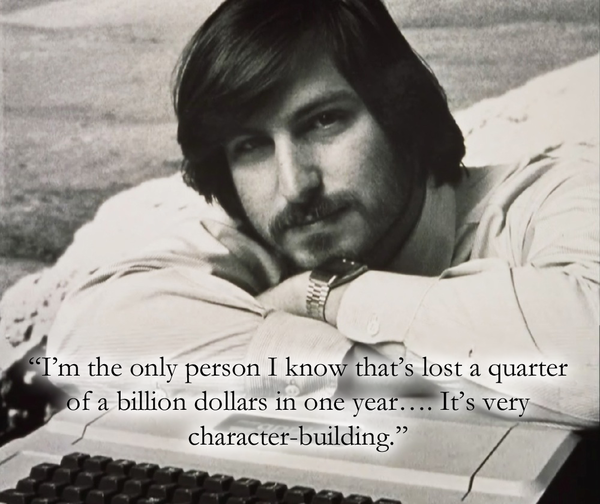 “I’m the only person I know that’s lost a quarter
of a billion dollars in one year…. It’s very
character-building.”